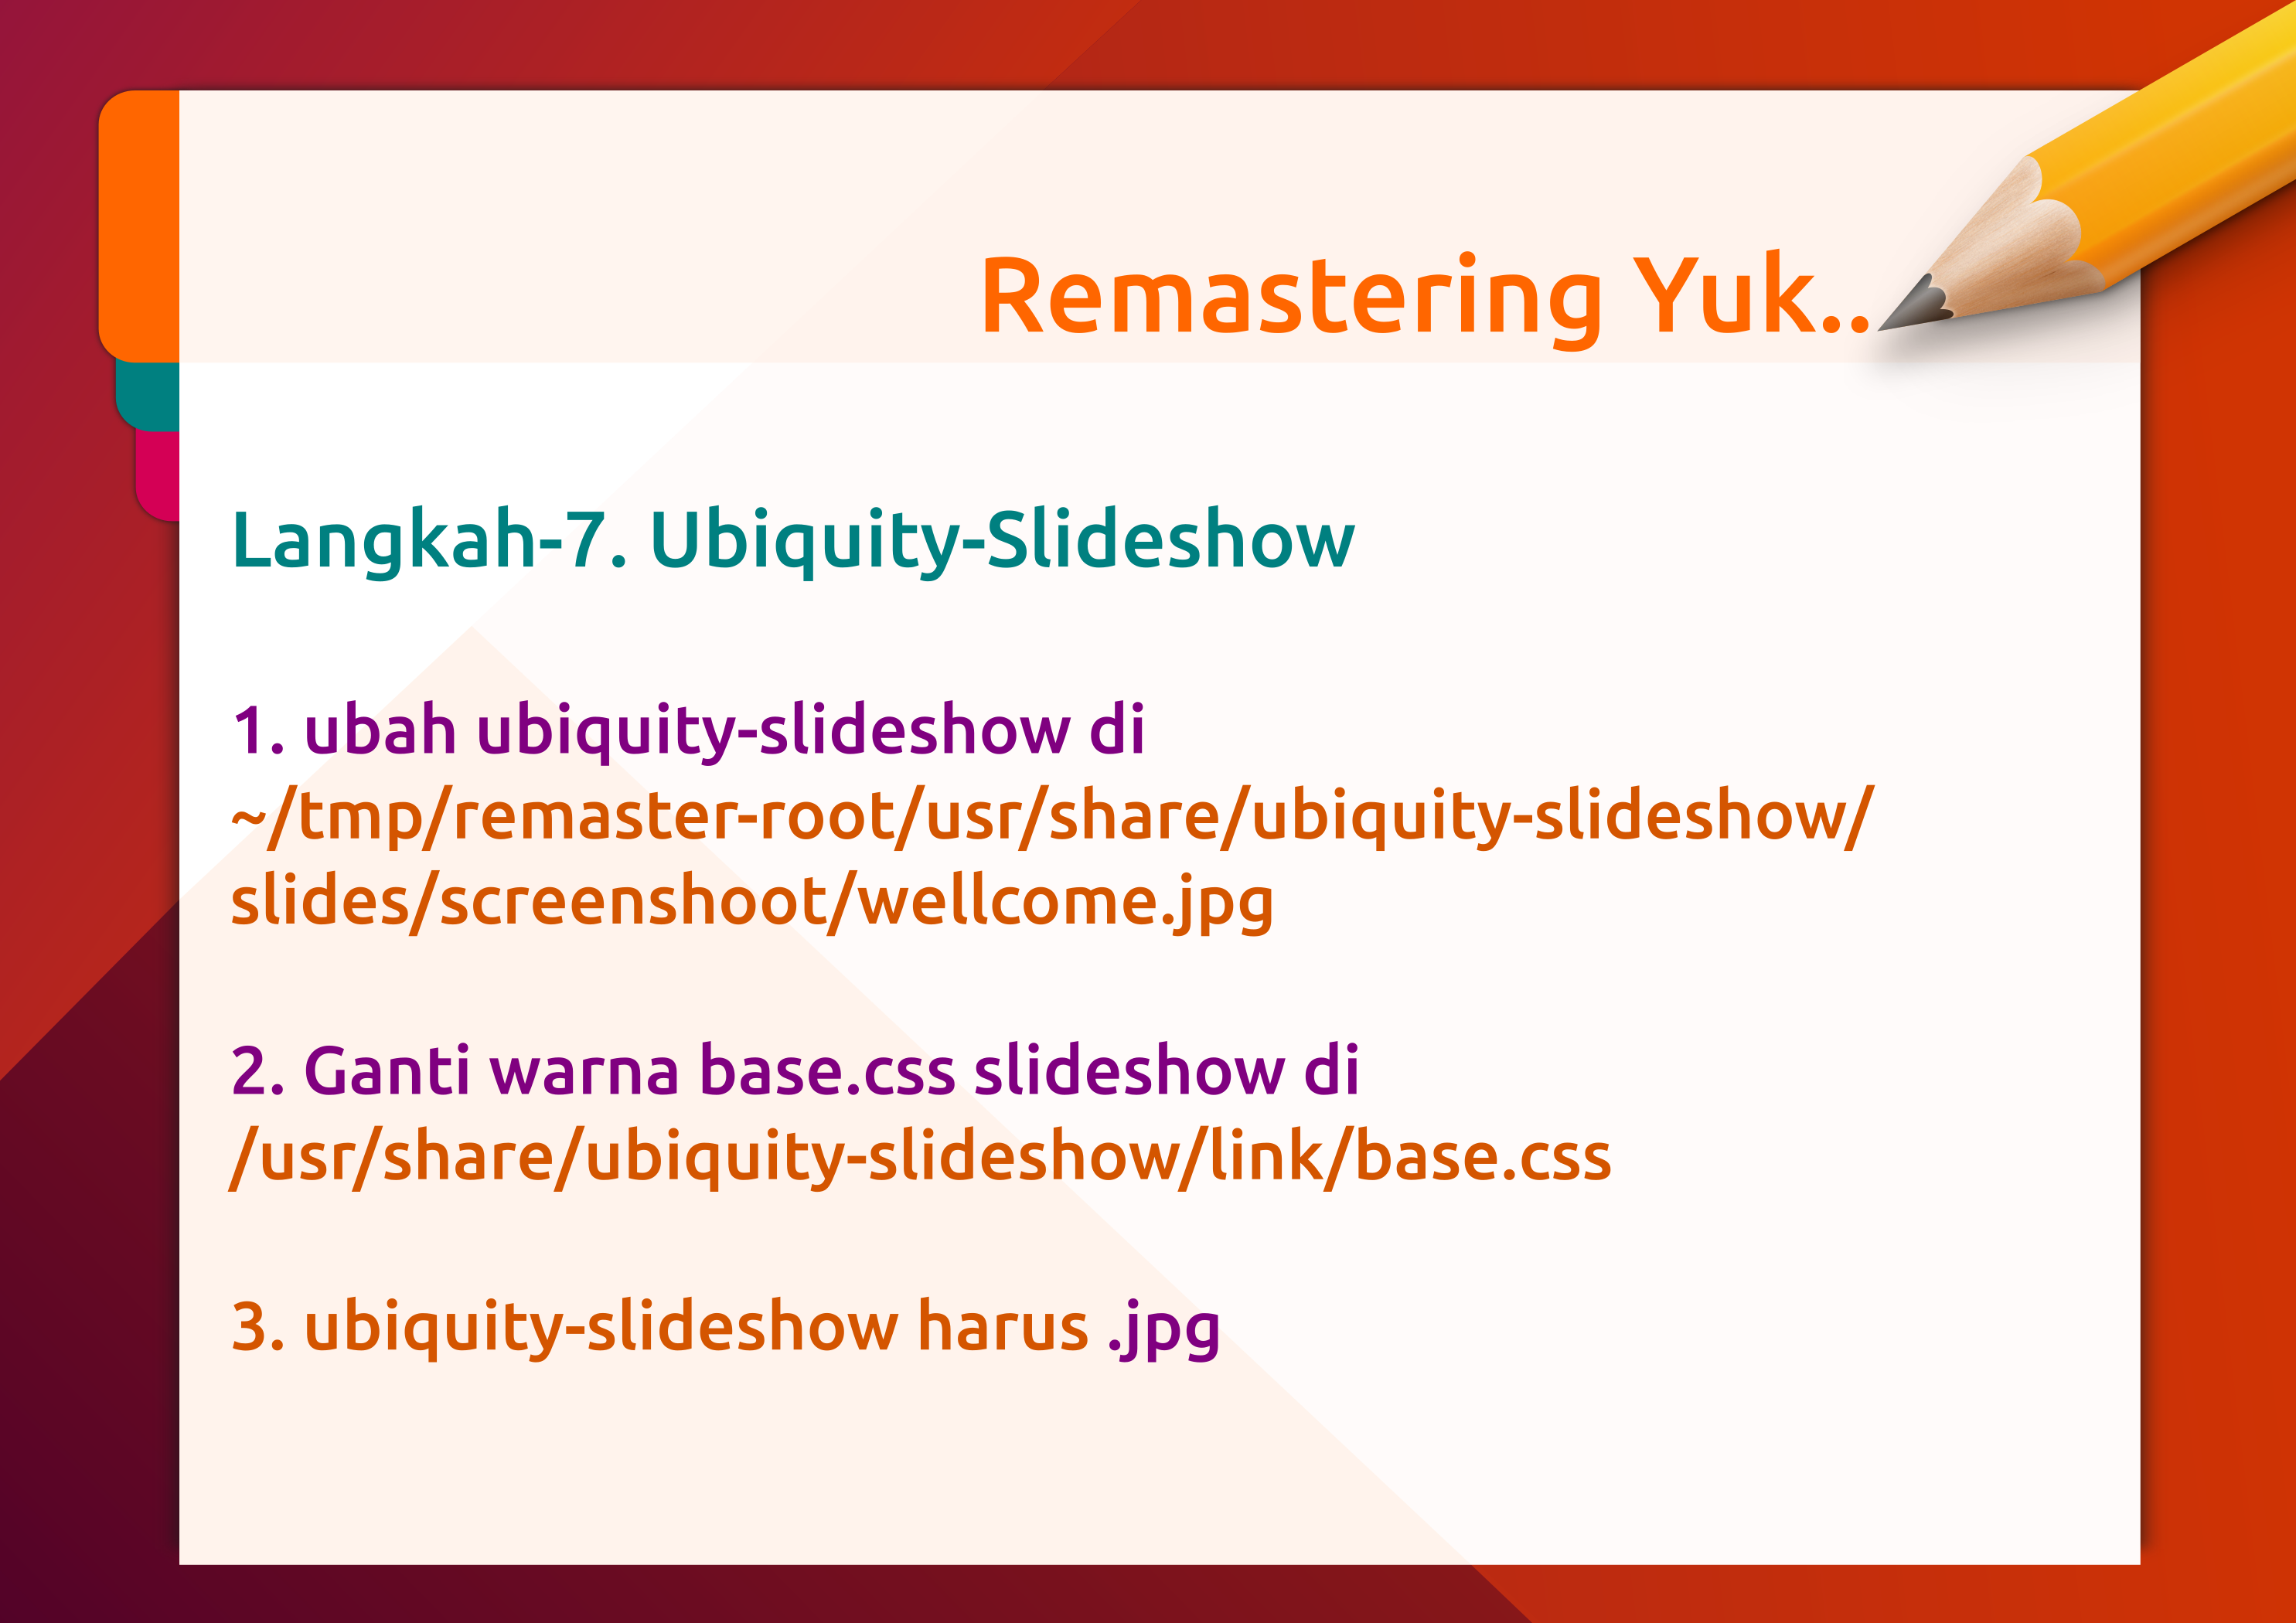 Remastering Yuk..
Langkah-7. Ubiquity-Slideshow
1. ubah ubiquity-slideshow di
~/tmp/remaster-root/usr/share/ubiquity-slideshow/
slides/screenshoot/wellcome.jpg
2. Ganti warna base.css slideshow di
/usr/share/ubiquity-slideshow/link/base.css
3. ubiquity-slideshow harus .jpg